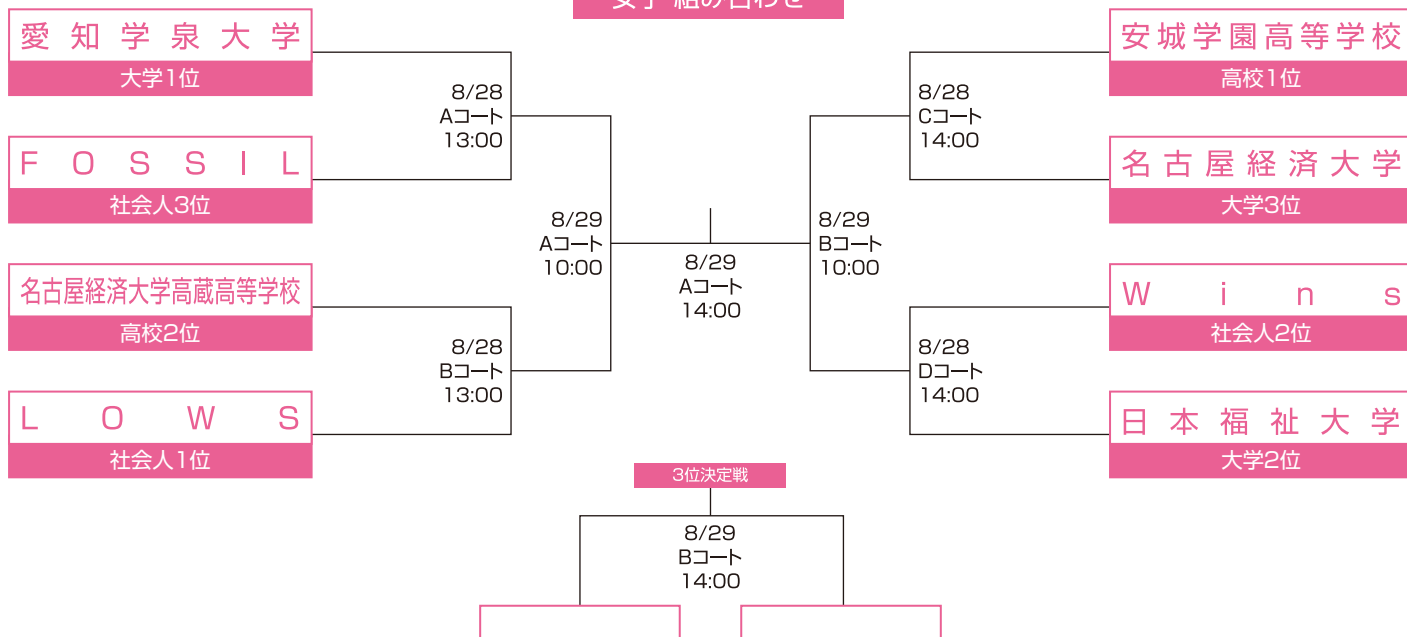 女子 組み合わせ
愛知学泉大学
大学1位
FOSSIL
社会人3位
名古屋経済大学高蔵高等学校
高校2位
LOWS
社会人1位
8/28
Aコート
13:00
8/28
Bコート
13:00
8/29
Aコート
10:00
8/29
Aコート
14:00
8/29
Bコート
10:00
8/28
Cコート
14:00
8/28
Dコート
14:00
安城学園高等学校
高校1位
名古屋経済大学
大学3位
Wins
社会人2位
日本福祉大学
大学2位
3位決定戦
8/29
Bコート
14:00